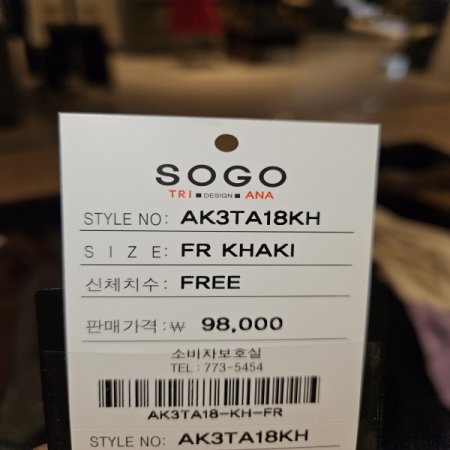 SOGO
TRI ■ DESIGN ■ ANA
STYLE NO: AK3TA18KH
SIZE: FR KHAKI
신체치수: FREE
판매가격: ₩ 98,000
소비자보호실
TEL: 773-5454
AK3TA18-KH-FR
STYLE NO: AK3TA18KH